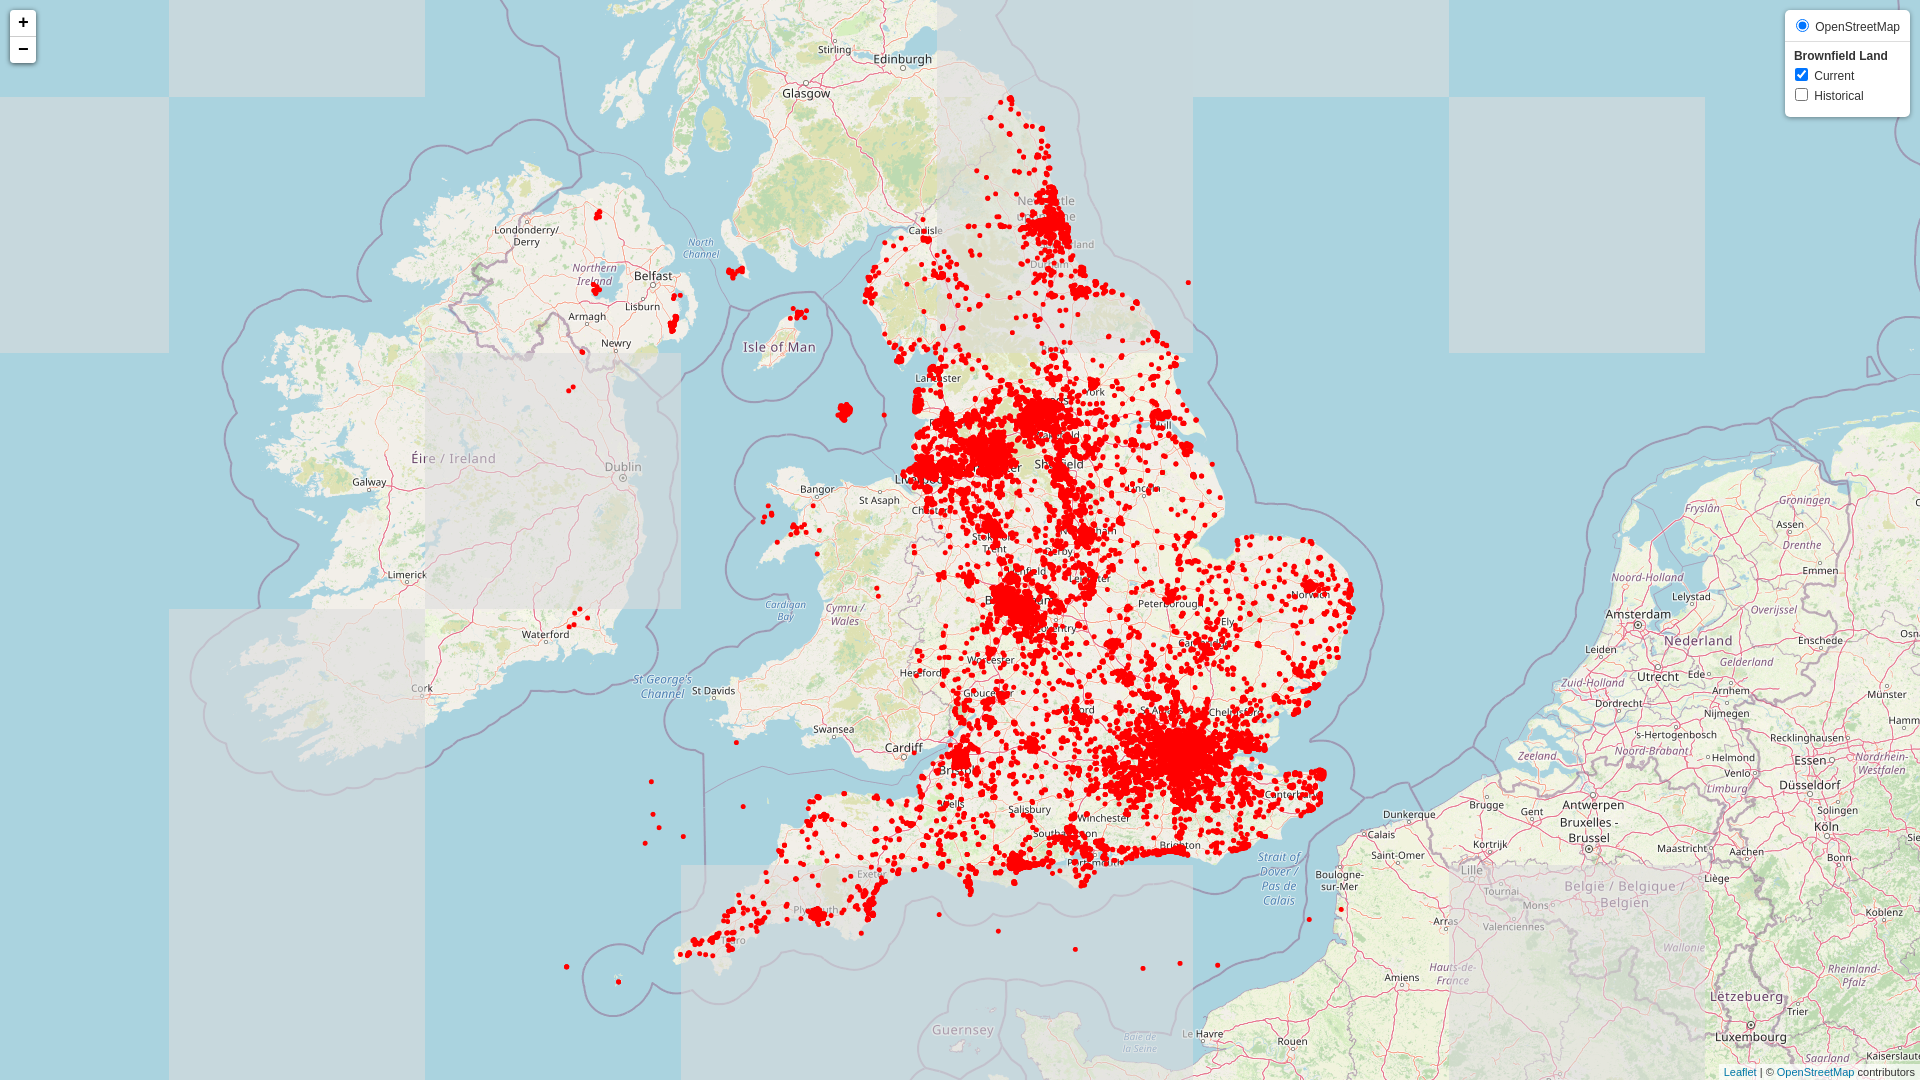 +
−
OpenStreetMap
Brownfield Land
Current
Historical
Stirling
Edinburgh
Glasgow
Londonderry/
Derry
North
Channel
Carlisle
Northern
Ireland
Belfast
Lisburn
Armagh
Newry
Isle of Man
Lancaster
York
Éire / Ireland
Dublin
Galway
Bangor
St Asaph
Sheffield
Lincoln
Limerick
Waterford
Cork
Cardigan
Bay
Cymru /
Wales
Derby
Trent
Leicester
Peterborough
Norwich
Ely
Worcester
Hereford
Gloucester
St George's
Channel
St Davids
Swansea
Cardiff
Bristol
Wells
Salisbury
Winchester
Southampton
Portsmouth
Brighton
Chelmsford
Canterbury
Exeter
Plymouth
Truro
Strait of
Dover /
Pas de
Calais
Guernsey
Baie de
la Seine
Le Havre
Rouen
Amiens
Arras
Boulogne-
sur-Mer
Calais
Saint-Omer
Dunkerque
Brugge
Gent
Kortrijk
Lille
Tournai
Mons
Valenciennes
Hauts-de-
France
Antwerpen
Bruxelles -
Brussel
België / Belgique /
Belgien
Wallonie
Maastricht
Liège
Aachen
Köln
Bonn
Koblenz
Düsseldorf
Solingen
Essen
Recklinghausen
Nordrhein-
Westfalen
Venlo
Limburg
Helmond
's-Hertogenbosch
Noord-Brabant
Zeeland
Dordrecht
Zuid-Holland
Utrecht
Ede
Arnhem
Nijmegen
Gelderland
Leiden
Amsterdam
Nederland
Noord-Holland
Lelystad
Overijssel
Enschede
Emmen
Drenthe
Assen
Groningen
Fryslân
Münster
Rheinland-
Pfalz
Lëtzebuerg
Luxembourg
Trier
Saarland
Leaflet | © OpenStreetMap contributors